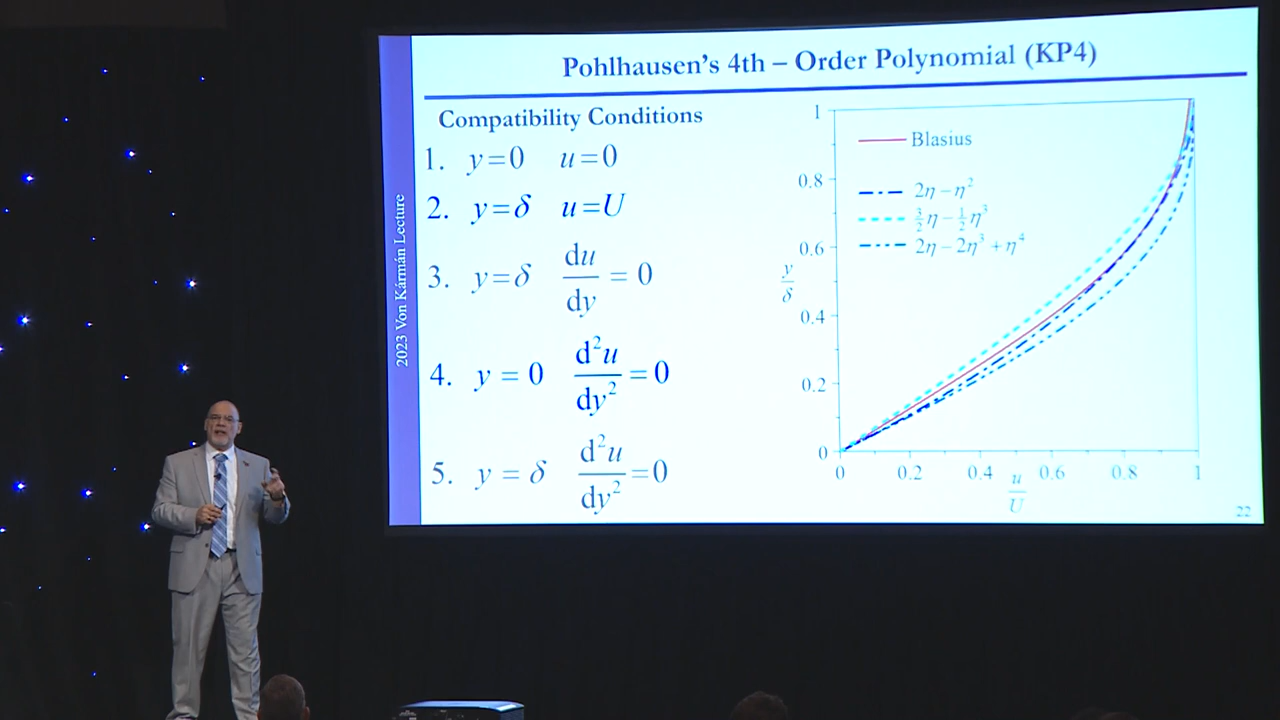 Pohlhausen's 4th – Order Polynomial (KP4)
2023 Von Kármán Lecture
Compatibility Conditions
1. y=0 u=0
2. y=δ u=U
3. y=δ du/dy = 0
4. y = 0 d²u/dy² = 0
5. y = δ d²u/dy² = 0
Blasius
2η − η²
3/2 η − 1/2 η³
2η − 2η³ + η⁴
y/δ
1
0.8
0.6
0.4
0.2
0
0 0.2 0.4 0.6 0.8 1
u/U
22